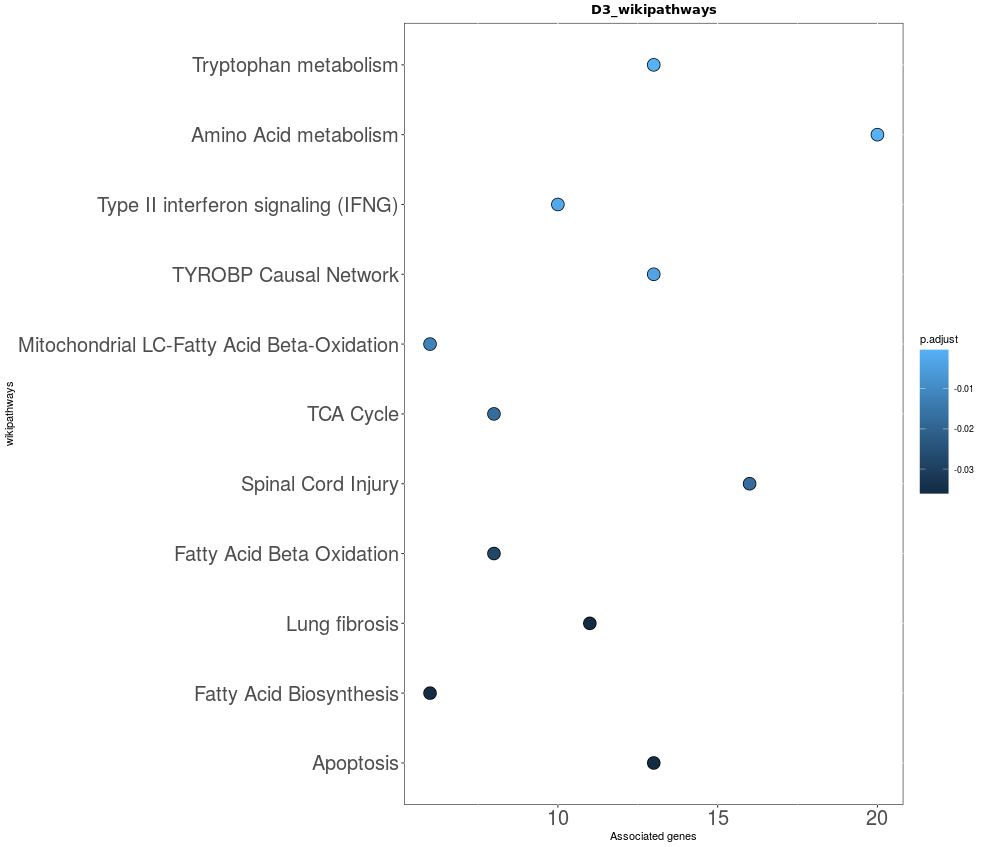 D3_wikipathways
Tryptophan metabolism
Amino Acid metabolism
Type II interferon signaling (IFNG)
TYROBP Causal Network
Mitochondrial LC-Fatty Acid Beta-Oxidation
TCA Cycle
Spinal Cord Injury
Fatty Acid Beta Oxidation
Lung fibrosis
Fatty Acid Biosynthesis
Apoptosis
wikipathways
10 15 20
Associated genes
p.adjust
-0.01
-0.02
-0.03